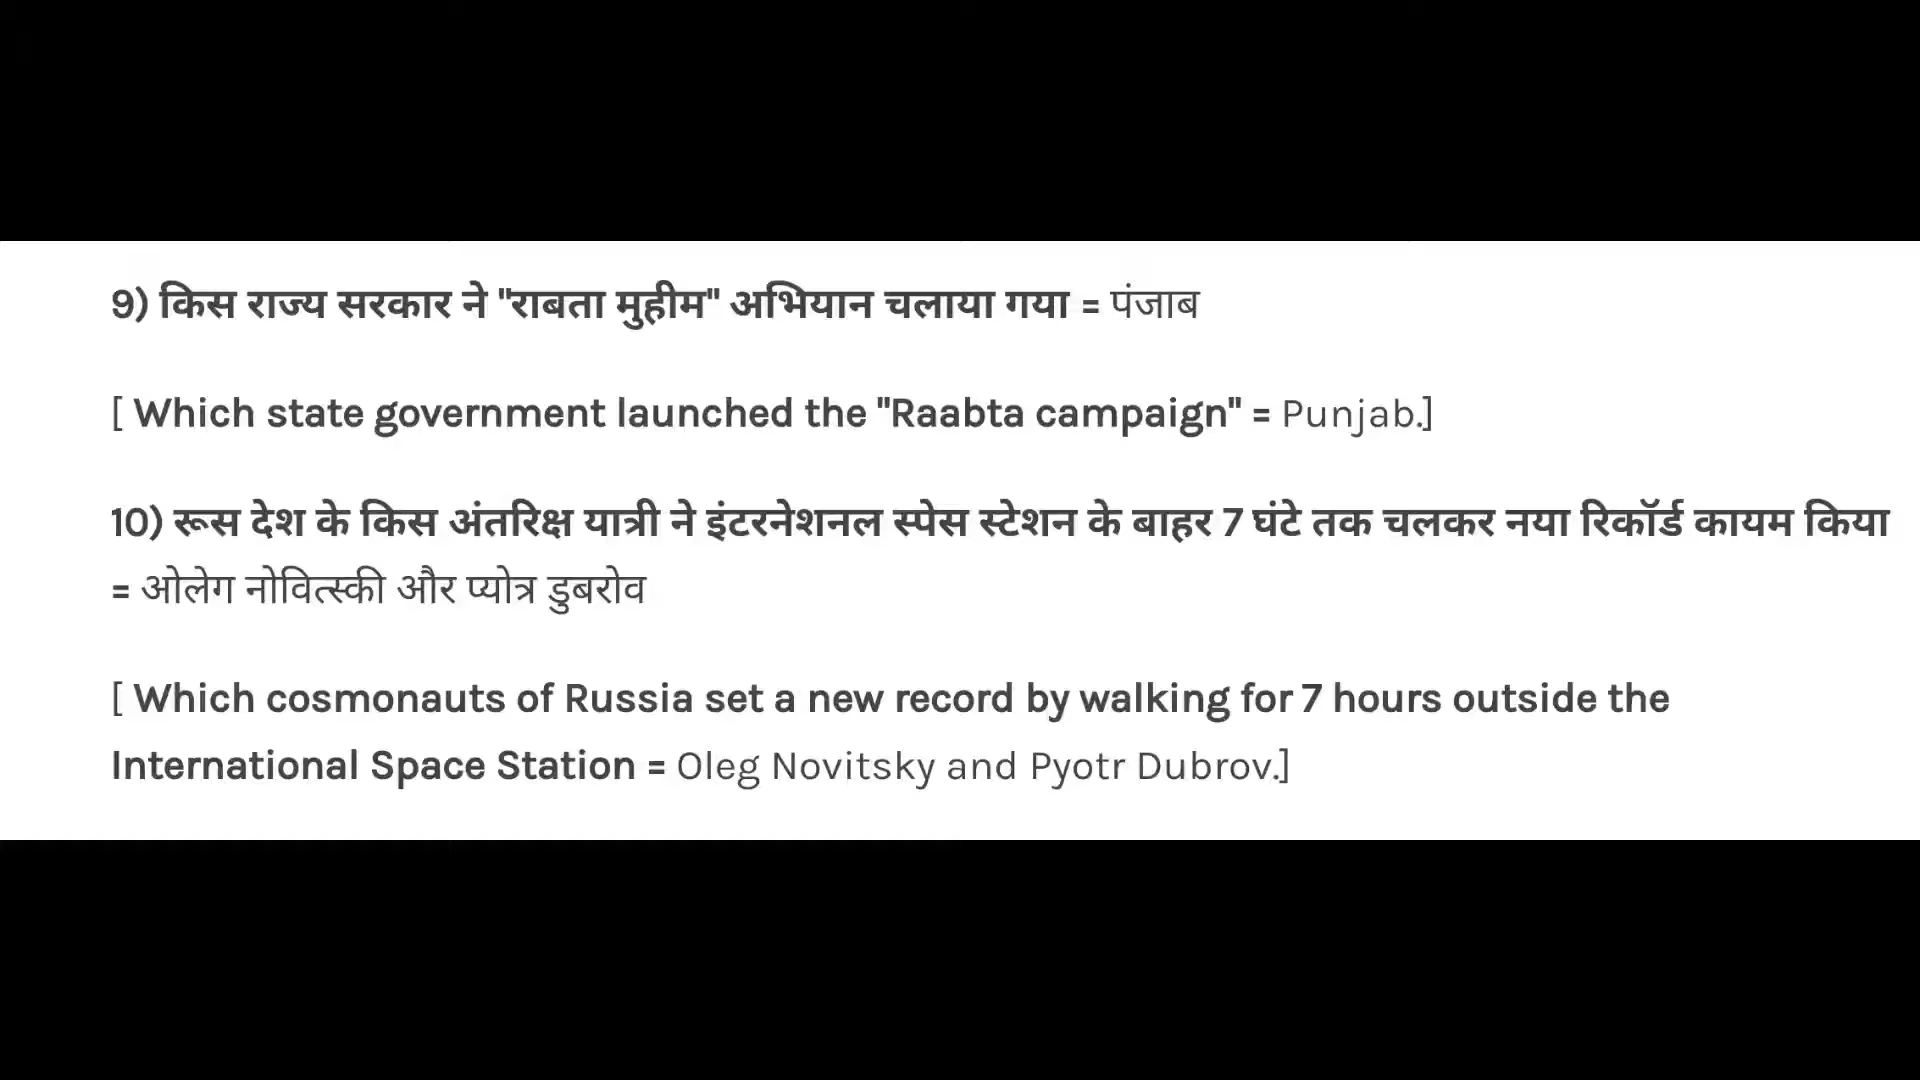 9) किस राज्य सरकार ने "राबता मुहीम" अभियान चलाया गया = पंजाब
[ Which state government launched the "Raabta campaign" = Punjab.]
10) रूस देश के किस अंतरिक्ष यात्री ने इंटरनेशनल स्पेस स्टेशन के बाहर 7 घंटे तक चलकर नया रिकॉर्ड कायम किया
= ओलेग नोवित्स्की और प्योत्र डुबरोव
[ Which cosmonauts of Russia set a new record by walking for 7 hours outside the
International Space Station = Oleg Novitsky and Pyotr Dubrov.]